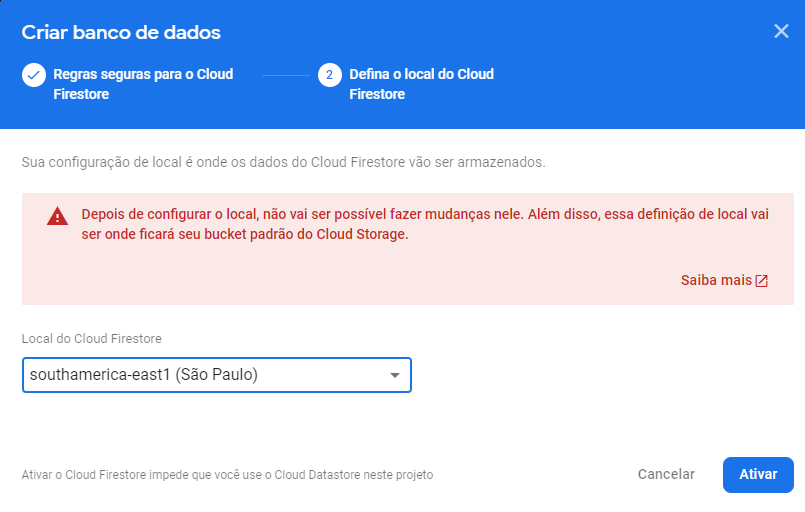 Criar banco de dados
Regras seguras para o Cloud
Firestore
2
Defina o local do Cloud
Firestore
Sua configuração de local é onde os dados do Cloud Firestore vão ser armazenados.
Depois de configurar o local, não vai ser possível fazer mudanças nele. Além disso, essa definição de local vai
ser onde ficará seu bucket padrão do Cloud Storage.
Saiba mais
Local do Cloud Firestore
southamerica-east1 (São Paulo)
Ativar o Cloud Firestore impede que você use o Cloud Datastore neste projeto
Cancelar
Ativar